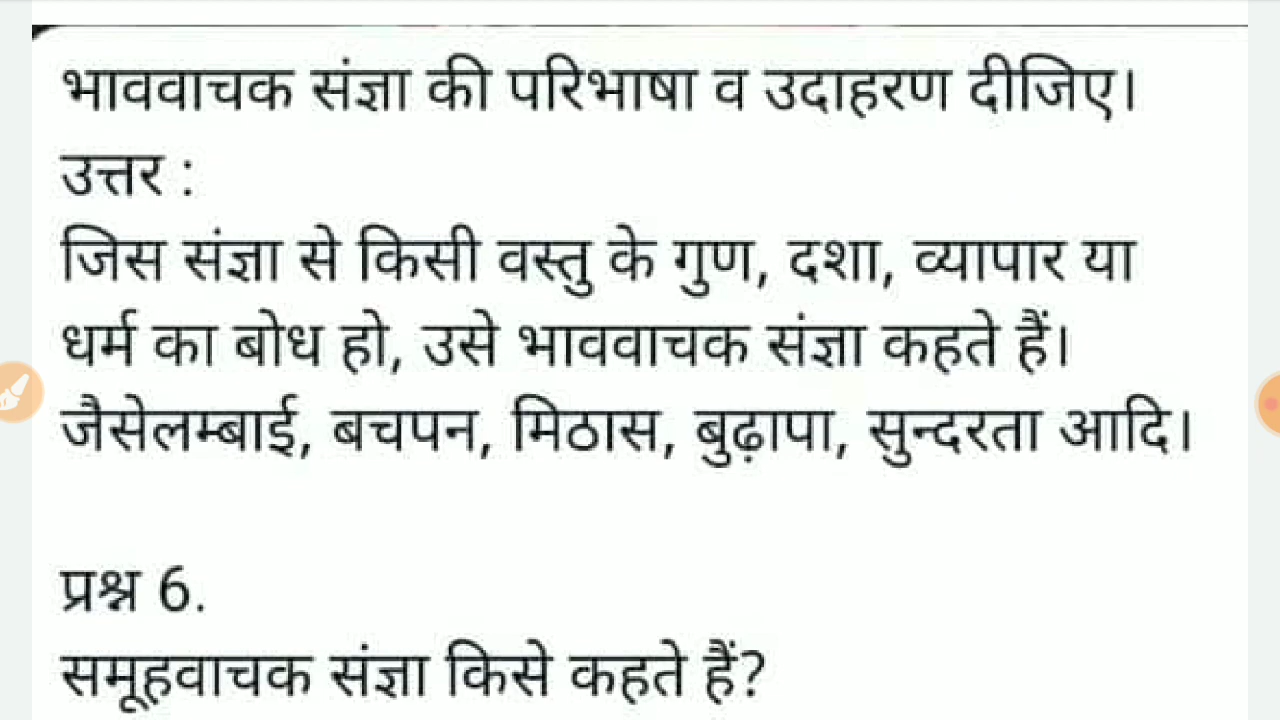 भाववाचक संज्ञा की परिभाषा व उदाहरण दीजिए।
उत्तर :
जिस संज्ञा से किसी वस्तु के गुण, दशा, व्यापार या
धर्म का बोध हो, उसे भाववाचक संज्ञा कहते हैं।
जैसेलम्बाई, बचपन, मिठास, बुढ़ापा, सुन्दरता आदि।
प्रश्न 6.
समूहवाचक संज्ञा किसे कहते हैं?